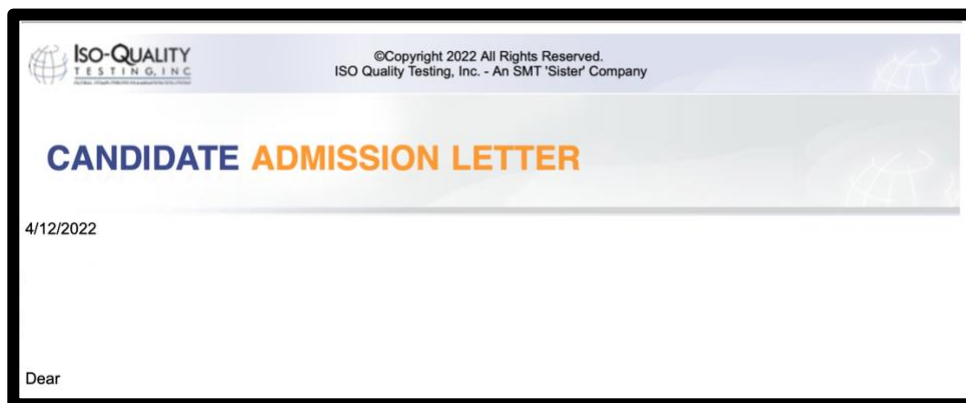 ISO-QUALITY
TESTING, INC
©Copyright 2022 All Rights Reserved.
ISO Quality Testing, Inc. - An SMT 'Sister' Company
CANDIDATE ADMISSION LETTER
4/12/2022
Dear